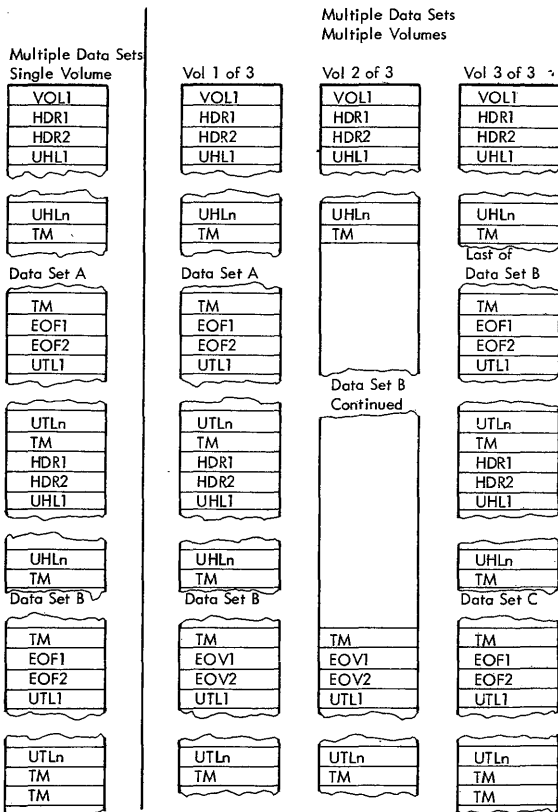 Multiple Data Sets
Single Volume
VOL1
HDR1
HDR2
UHL1
UHLn
TM
Data Set A
TM
EOF1
EOF2
UTL1
UTLn
TM
HDR1
HDR2
UHL1
UHLn
TM
Data Set B
TM
EOF1
EOF2
UTL1
UTLn
TM
TM
Multiple Data Sets
Multiple Volumes
Vol 1 of 3
VOL1
HDR1
HDR2
UHL1
UHLn
TM
Data Set A
TM
EOF1
EOF2
UTL1
UTLn
TM
HDR1
HDR2
UHL1
UHLn
TM
Data Set B
TM
EOV1
EOV2
UTL1
UTLn
TM
Vol 2 of 3
VOL1
HDR1
HDR2
UHL1
UHLn
TM
Data Set B
Continued
TM
EOV1
EOV2
UTL1
UTLn
TM
Vol 3 of 3
VOL1
HDR1
HDR2
UHL1
UHLn
TM
Last of
Data Set B
TM
EOF1
EOF2
UTL1
UTLn
TM
HDR1
HDR2
UHL1
UHLn
TM
Data Set C
TM
EOF1
EOF2
UTL1
UTLn
TM
TM